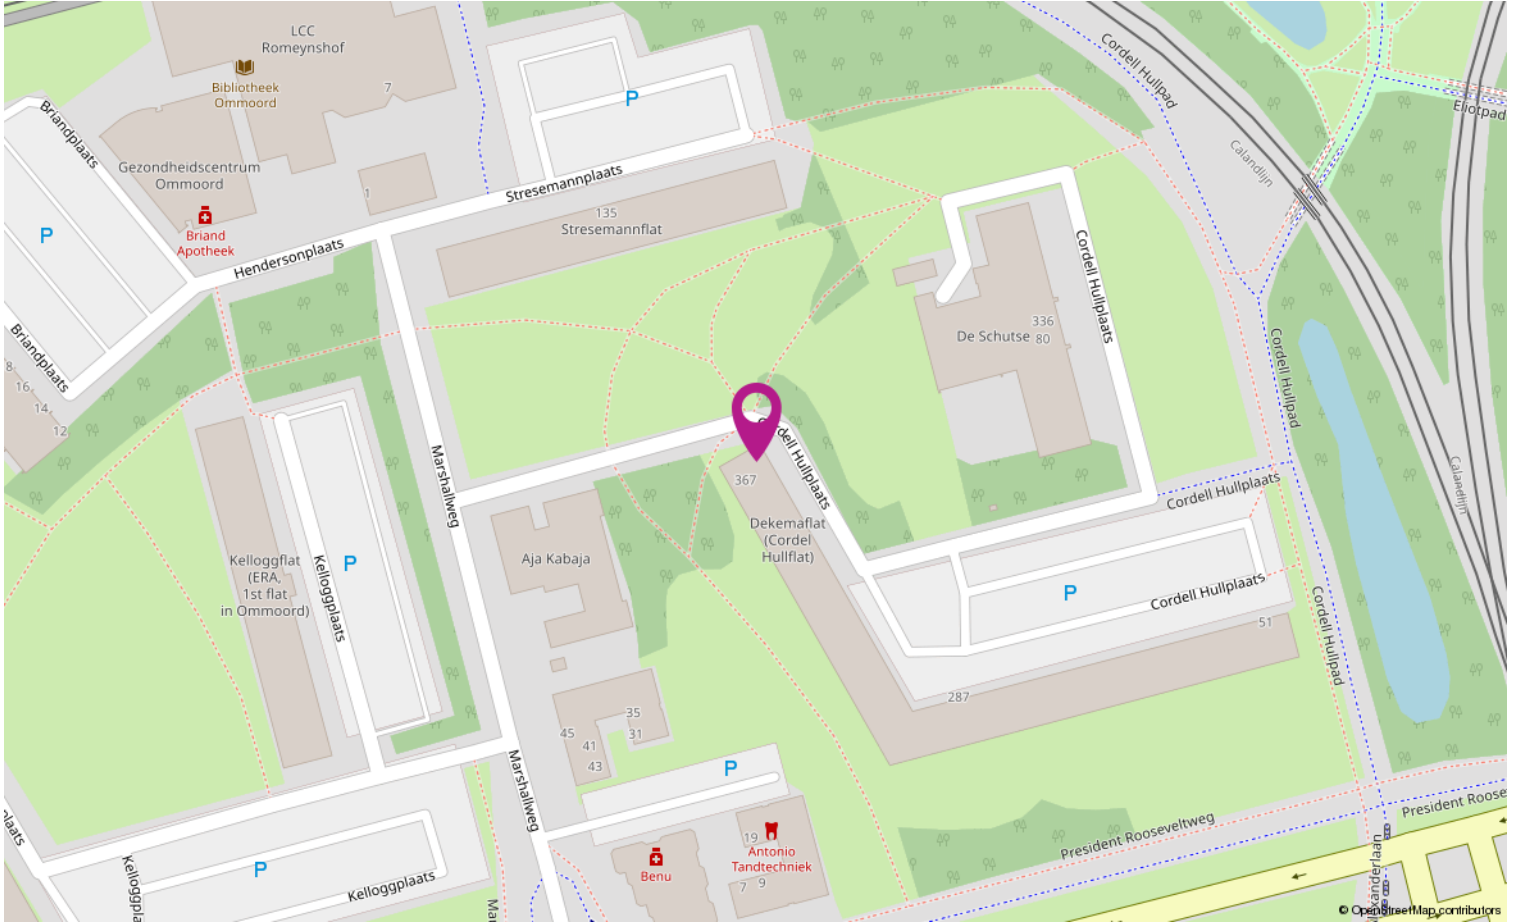 LCC
Romeynshof
Bibliotheek
Ommoord
7
Briandplaats
Gezondheidscentrum
Ommoord
1
Briand
Apotheek
P
P
Stresemannplaats
135
Stresemannflat
Hendersonplaats
Cordell Hullpad
Calandlijn
Eliotpad
Briandplaats
8
16
14
12
Cordell Hullplaats
De Schutse
336
80
Cordell Hullpad
Marshallweg
Cordell Hullplaats
367
Dekemaflat
(Cordel
Hullflat)
Cordell Hullplaats
Calandlijn
Aja Kabaja
Kelloggflat
(ERA,
1st flat
in Ommoord)
P
Kelloggplaats
P
Cordell Hullplaats
51
Cordell Hullpad
287
45
35
41
31
43
Marshallweg
P
President Rooseveltweg
President Roose
19
Antonio
Tandtechniek
7
9
Benu
plaats
Kelloggpla
P
Kelloggplaats
Mar
xanderlaan
© OpenStreetMap contributors